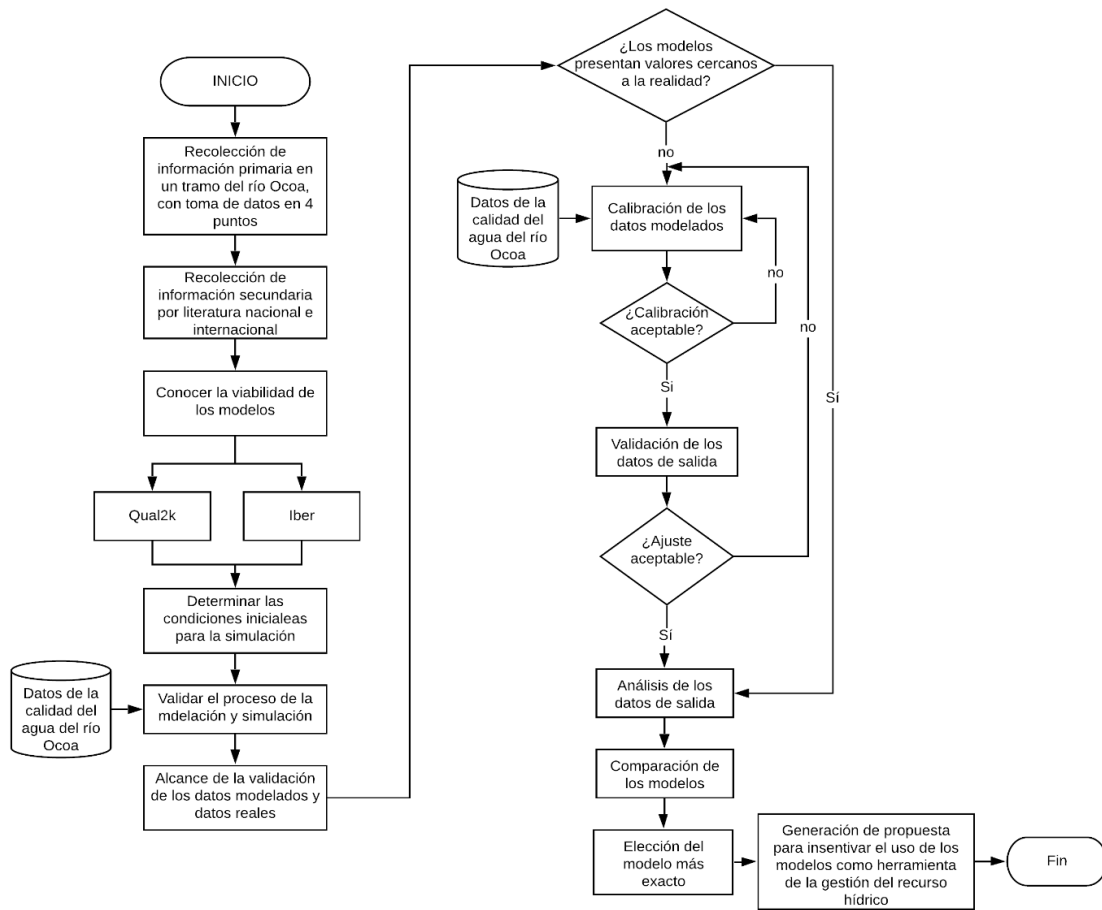 INICIO
Recolección de
información primaria en
un tramo del río Ocoa,
con toma de datos en 4
puntos
Recolección de
información secundaria
por literatura nacional e
internacional
Conocer la viabilidad de
los modelos
Qual2k
Iber
Determinar las
condiciones inicialeas
para la simulación
Datos de la
calidad del
agua del río
Ocoa
Validar el proceso de la
mdelación y simulación
Alcance de la validación
de los datos modelados y
datos reales
¿Los modelos
presentan valores cercanos
a la realidad?
no
Sí
Datos de la
calidad del
agua del río
Ocoa
Calibración de los
datos modelados
no
¿Calibración
aceptable?
no
Si
Validación de los
datos de salida
¿Ajuste
aceptable?
Sí
Análisis de los
datos de salida
Comparación de
los modelos
Elección del
modelo más
exacto
Generación de propuesta
para insentivar el uso de los
modelos como herramienta
de la gestión del recurso
hídrico
Fin